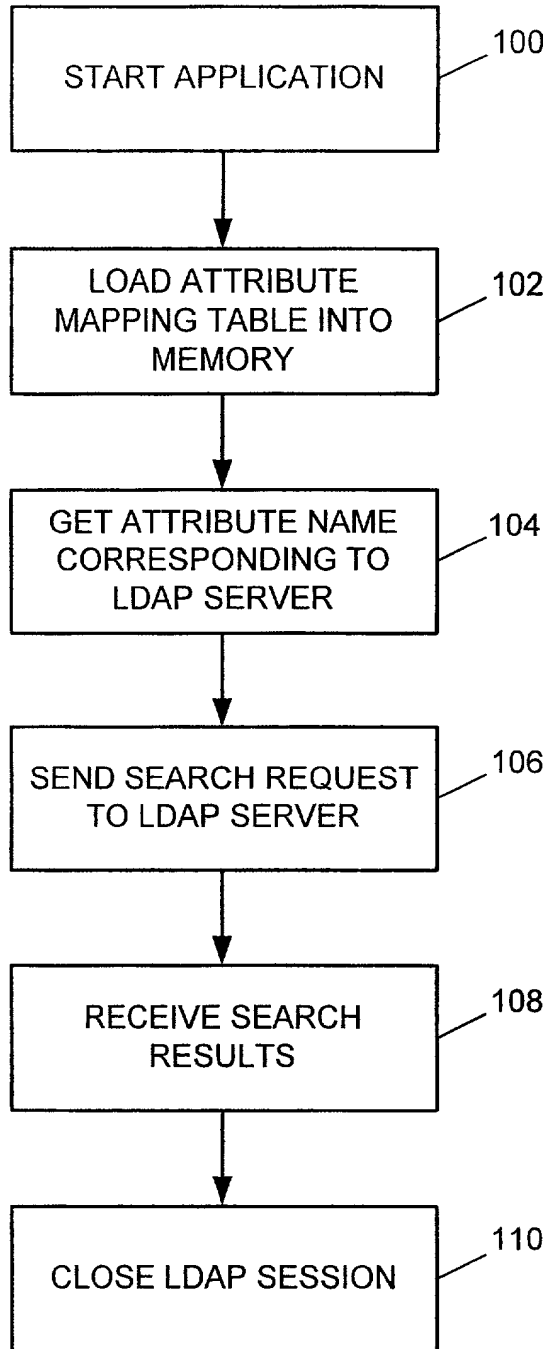 START APPLICATION
100
LOAD ATTRIBUTE
MAPPING TABLE INTO
MEMORY
102
GET ATTRIBUTE NAME
CORRESPONDING TO
LDAP SERVER
104
SEND SEARCH REQUEST
TO LDAP SERVER
106
RECEIVE SEARCH
RESULTS
108
CLOSE LDAP SESSION
110